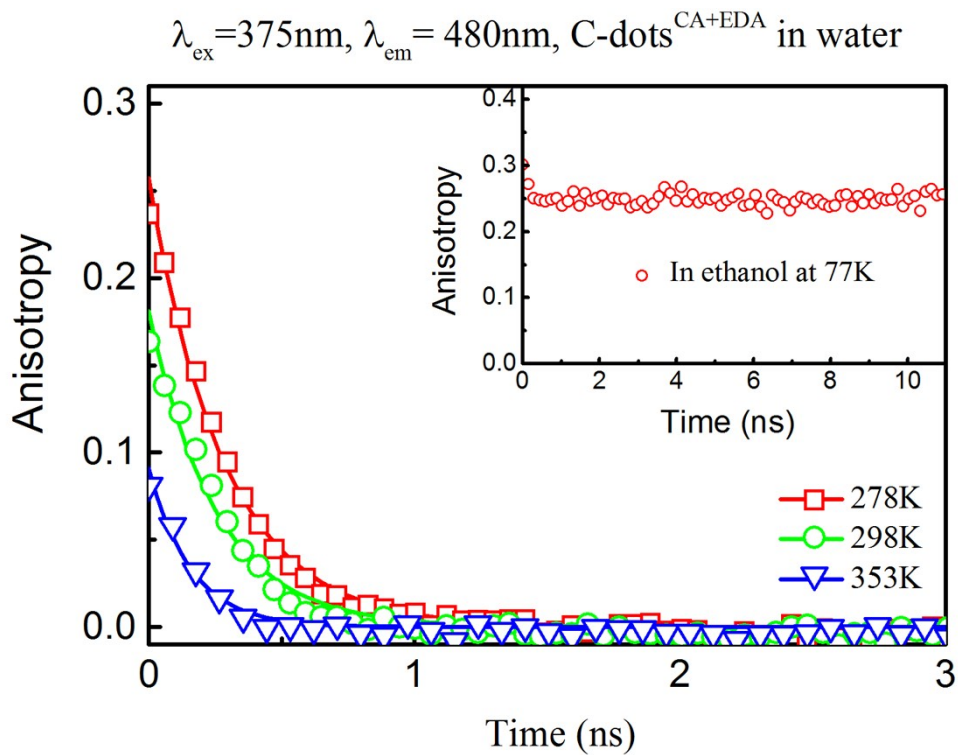 λex=375nm, λem= 480nm, C-dotsCA+EDA in water
0.3
0.2
0.1
0.0
Anisotropy
0
1
2
3
Time (ns)
0.4
0.3
0.2
0.1
0.0
Anisotropy
In ethanol at 77K
0
2
4
6
8
10
Time (ns)
278K
298K
353K